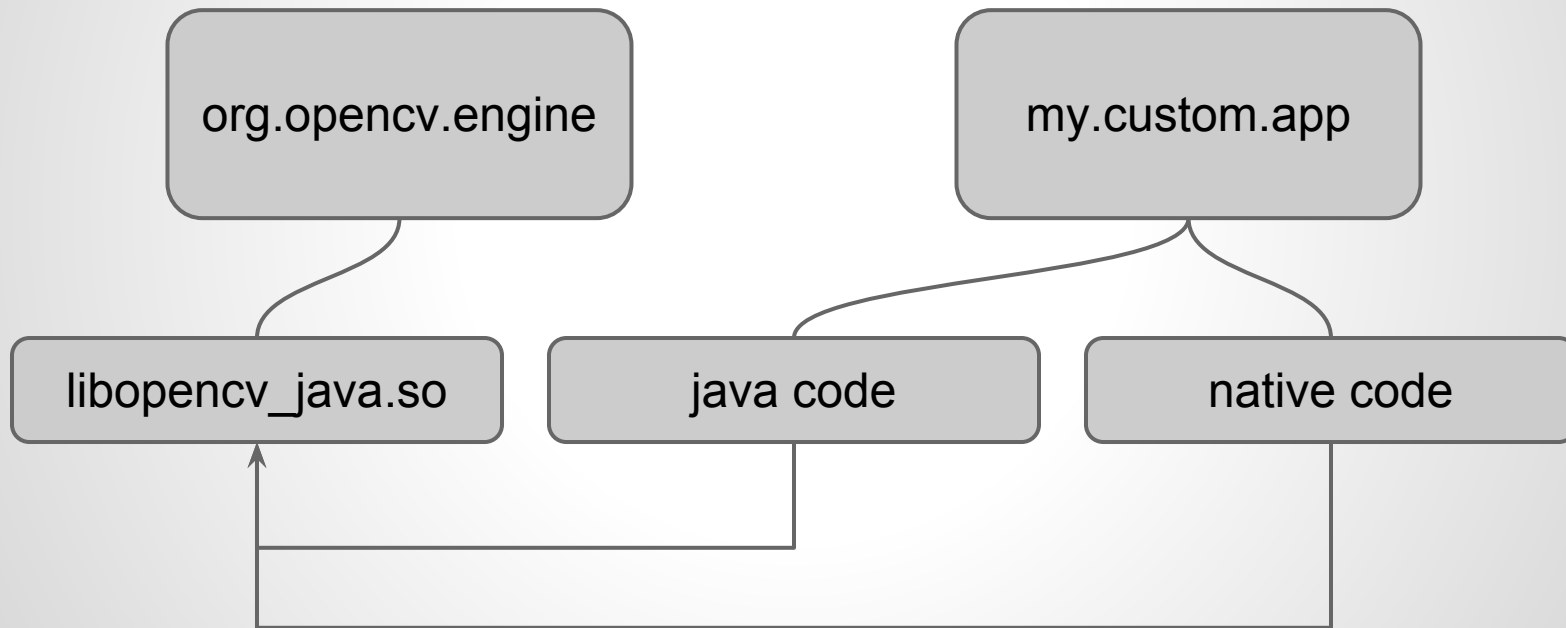 org.opencv.engine
my.custom.app
libopencv_java.so
java code
native code